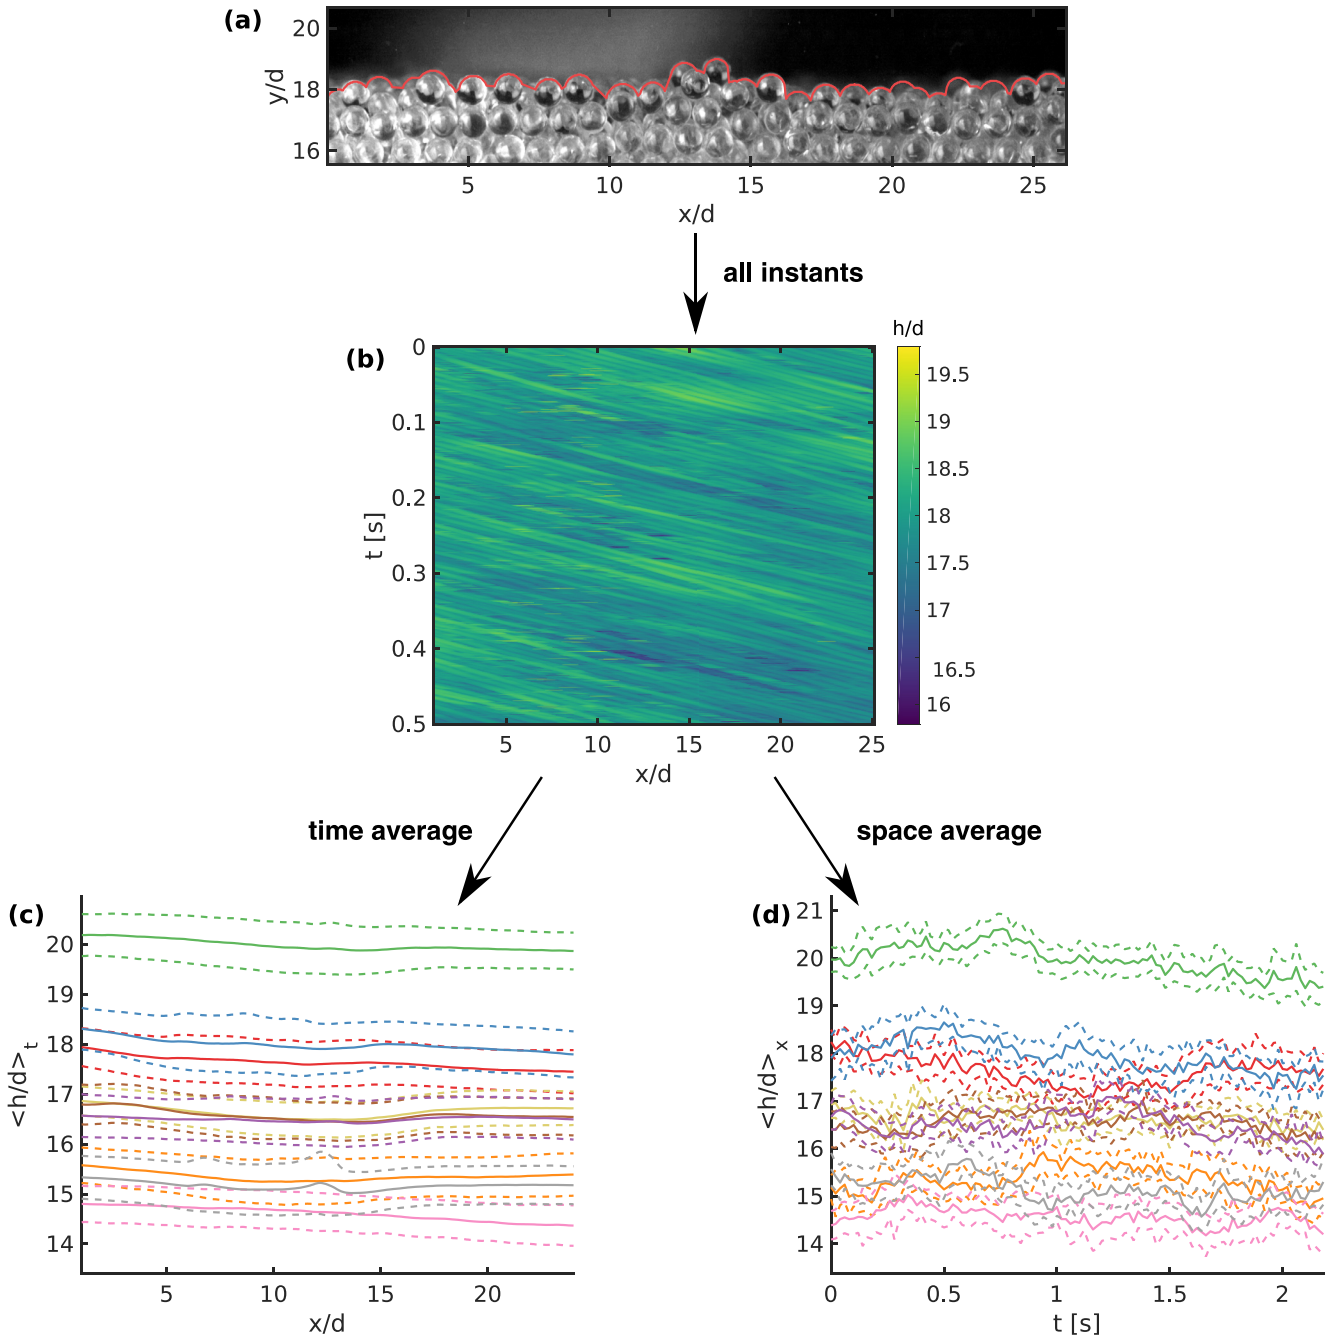 (a)
y/d
20
18
16
5 10 15 20 25
x/d
all instants
(b)
h/d
t [s]
0
0.1
0.2
0.3
0.4
0.5
5 10 15 20 25
x/d
19.5
19
18.5
18
17.5
17
16.5
16
time average
space average
(c)
<h/d>t
20
19
18
17
16
15
14
5 10 15 20
x/d
(d)
<h/d>x
21
20
19
18
17
16
15
14
0 0.5 1 1.5 2
t [s]